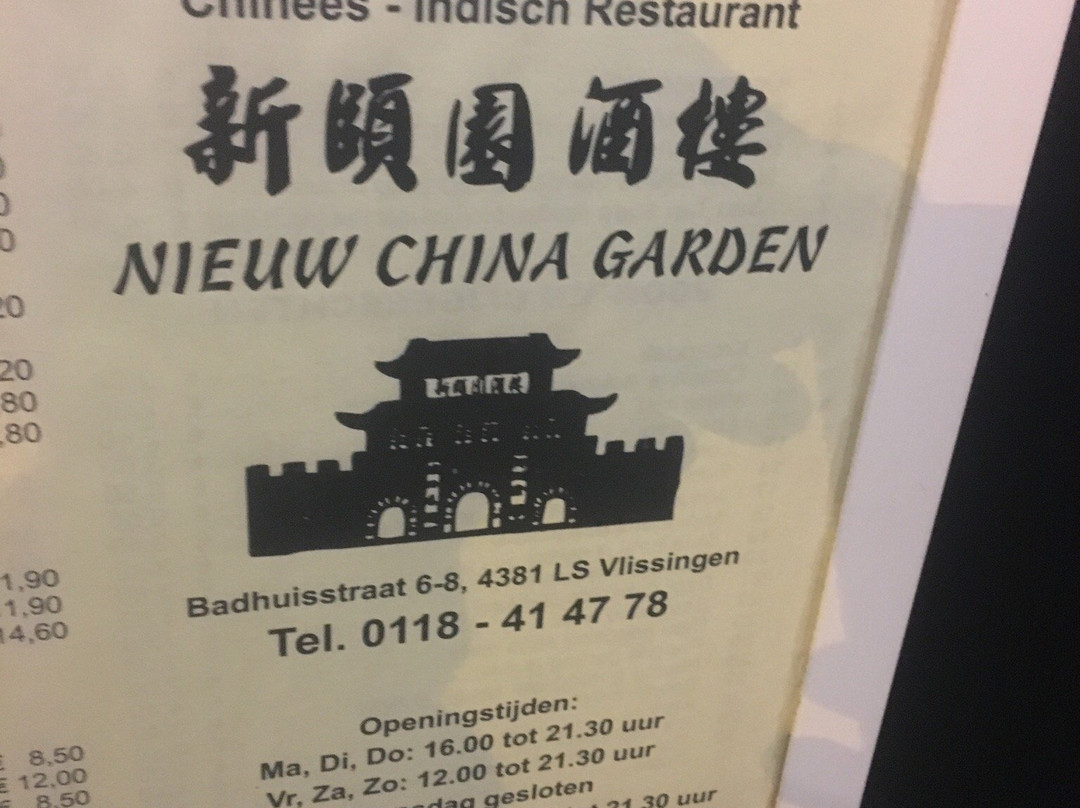 Chinees - Indisch Restaurant
新頤園酒樓
NIEUW CHINA GARDEN
Badhuisstraat 6-8, 4381 LS Vlissingen
Tel. 0118 - 41 47 78
Openingstijden:
Ma, Di, Do: 16.00 tot 21.30 uur
Vr, Za, Zo: 12.00 tot 21.30 uur
gesloten
21.30 uur
20
20
80
,80
1,90
1,90
14,60
8,50
€ 12,00
8,50